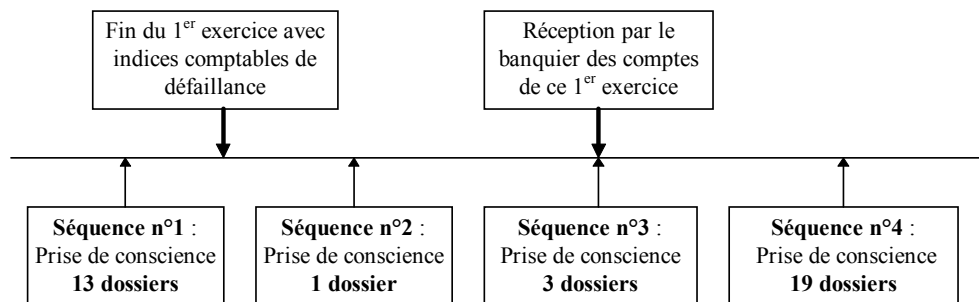 Fin du 1er exercice avec
indices comptables de
défaillance
Réception par le
banquier des comptes
de ce 1er exercice
Séquence n°1 :
Prise de conscience
13 dossiers
Séquence n°2 :
Prise de conscience
1 dossier
Séquence n°3 :
Prise de conscience
3 dossiers
Séquence n°4 :
Prise de conscience
19 dossiers